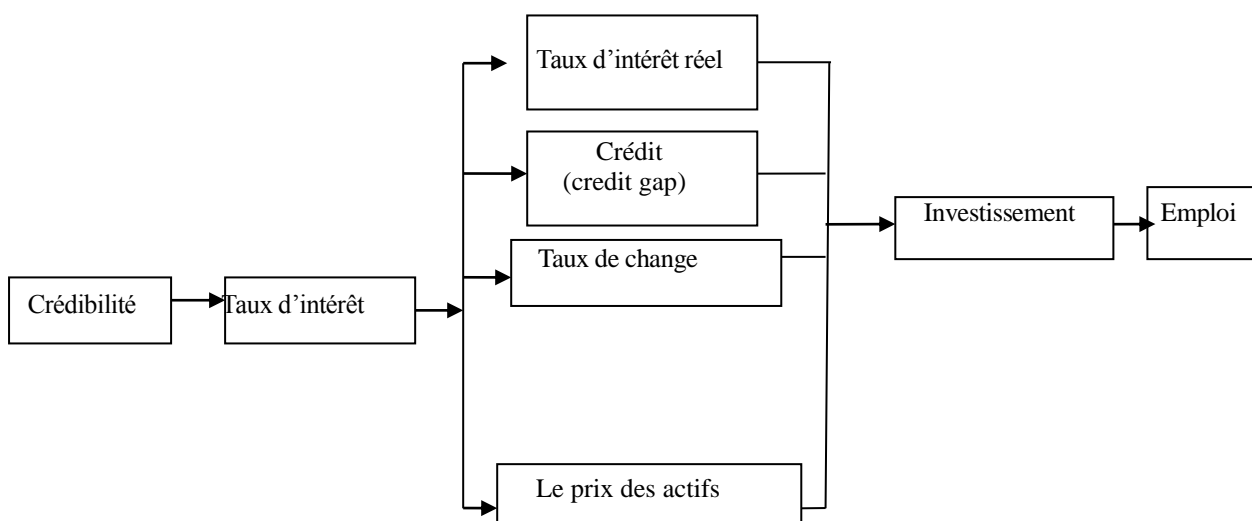 Taux d’intérêt réel
Crédit
(credit gap)
Taux de change
Le prix des actifs
Crédibilité
Taux d’intérêt
Investissement
Emploi